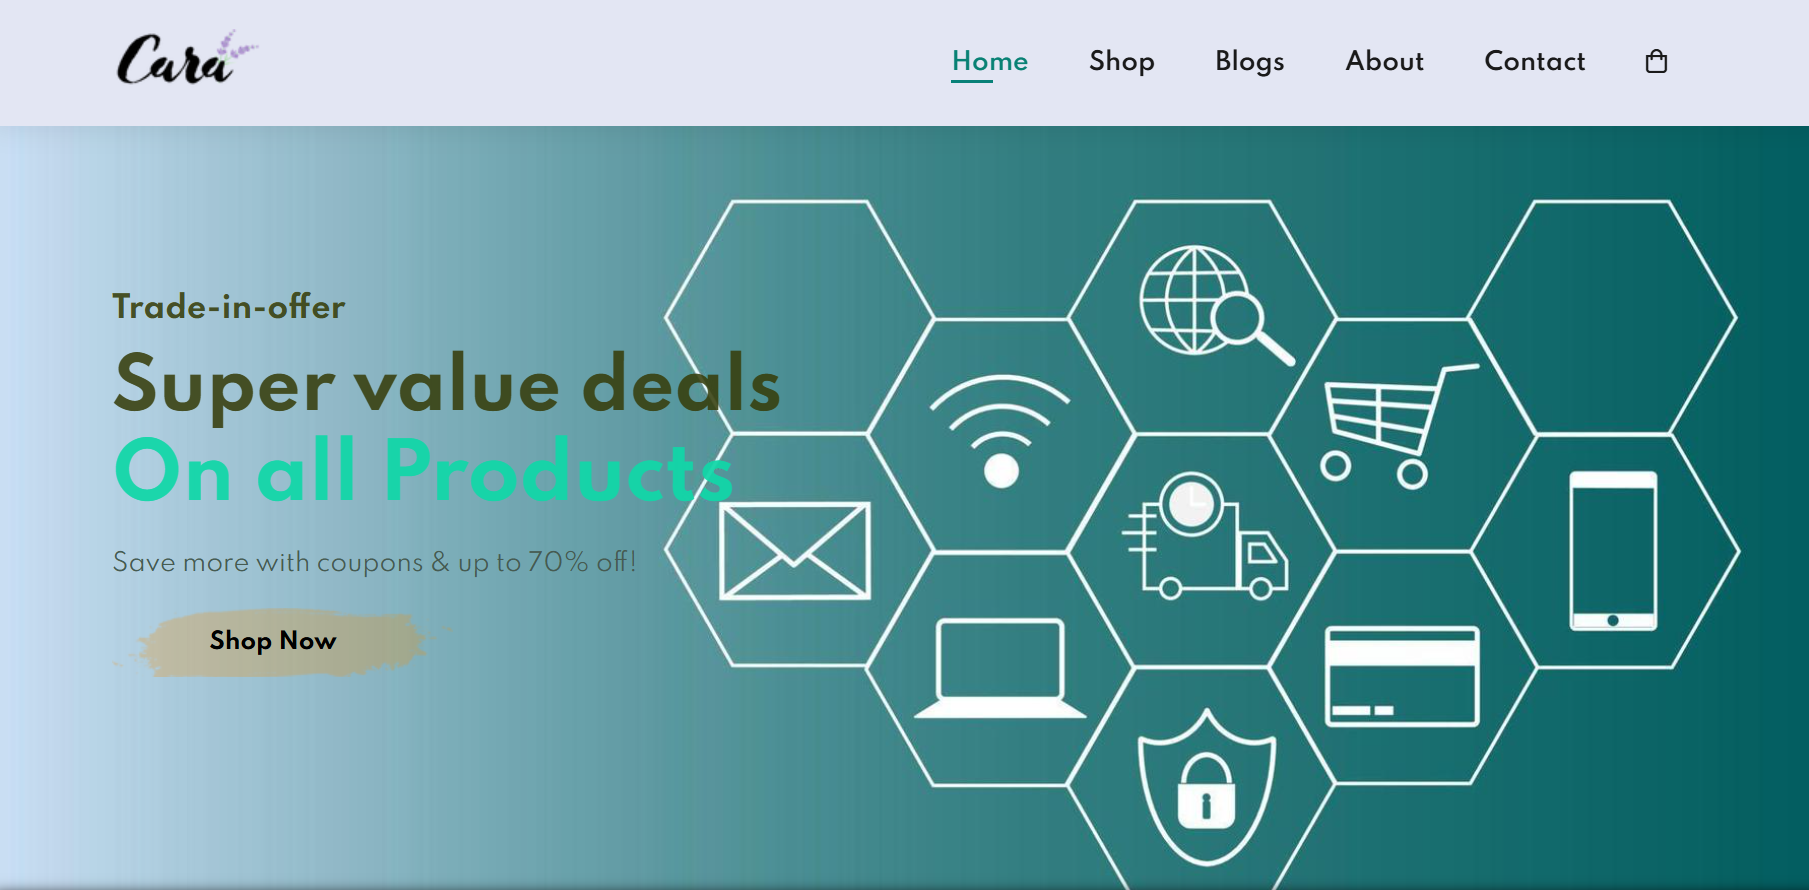 Cara
Home Shop Blogs About Contact
Trade-in-offer
Super value deals
On all Products
Save more with coupons & up to 70% off!
Shop Now